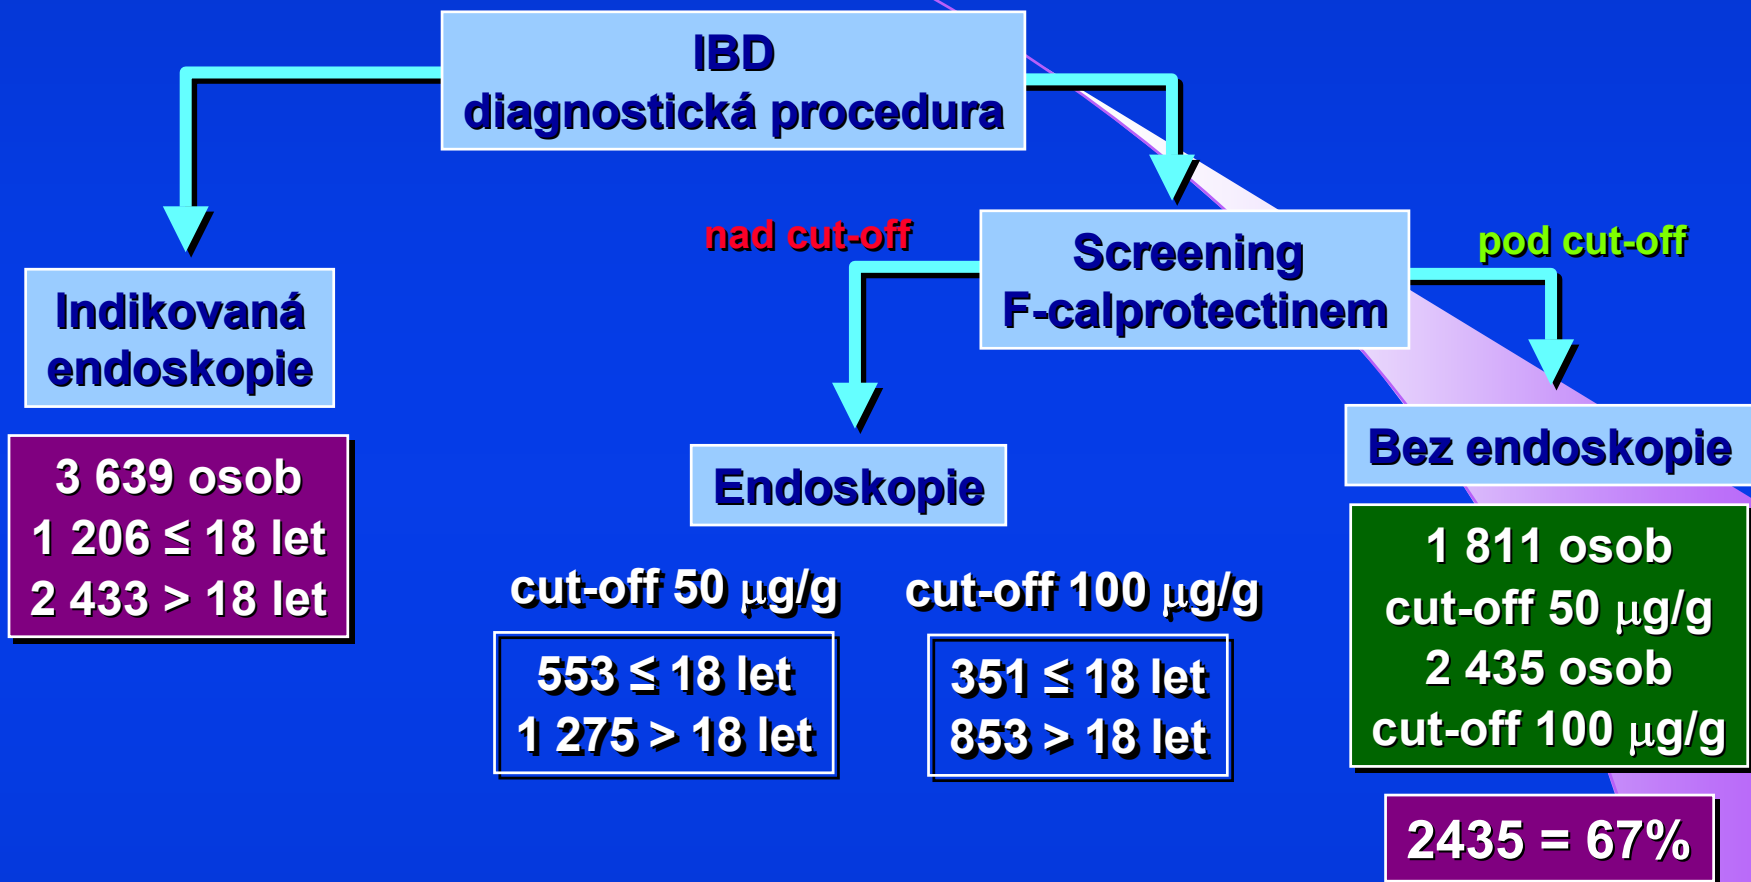 IBD
diagnostická procedura
nad cut-off
Screening
F-calprotectinem
pod cut-off
Indikovaná
endoskopie
3 639 osob
1 206 ≤ 18 let
2 433 > 18 let
Endoskopie
cut-off 50 μg/g
553 ≤ 18 let
1 275 > 18 let
cut-off 100 μg/g
351 ≤ 18 let
853 > 18 let
Bez endoskopie
1 811 osob
cut-off 50 μg/g
2 435 osob
cut-off 100 μg/g
2435 = 67%